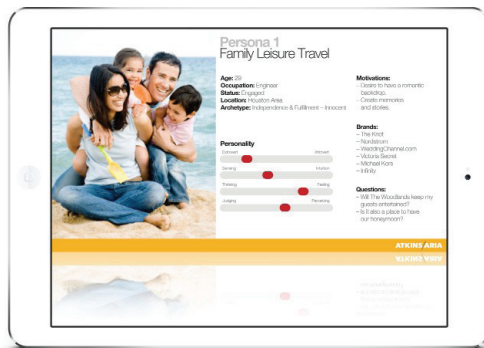 Persona 1
Family Leisure Travel
Age: 29
Occupation: Engineer
Status: Engaged
Location: Houston Area
Archetype: Independence & Fulfillment – Innocent
Personality
Extrovert Introvert
Sensing Intuition
Thinking Feeling
Judging Perceiving
Motivations:
– Desire to have a romantic
backdrop.
– Create memories
and stories.
Brands:
– The Knot
– Nordstrom
– WeddingChannel.com
– Victoria Secret
– Michael Kors
– Infinity
Questions:
– Will The Woodlands keep my
guests entertained?
– Is it also a place to have
our honeymoon?
ATKINS/ARIA